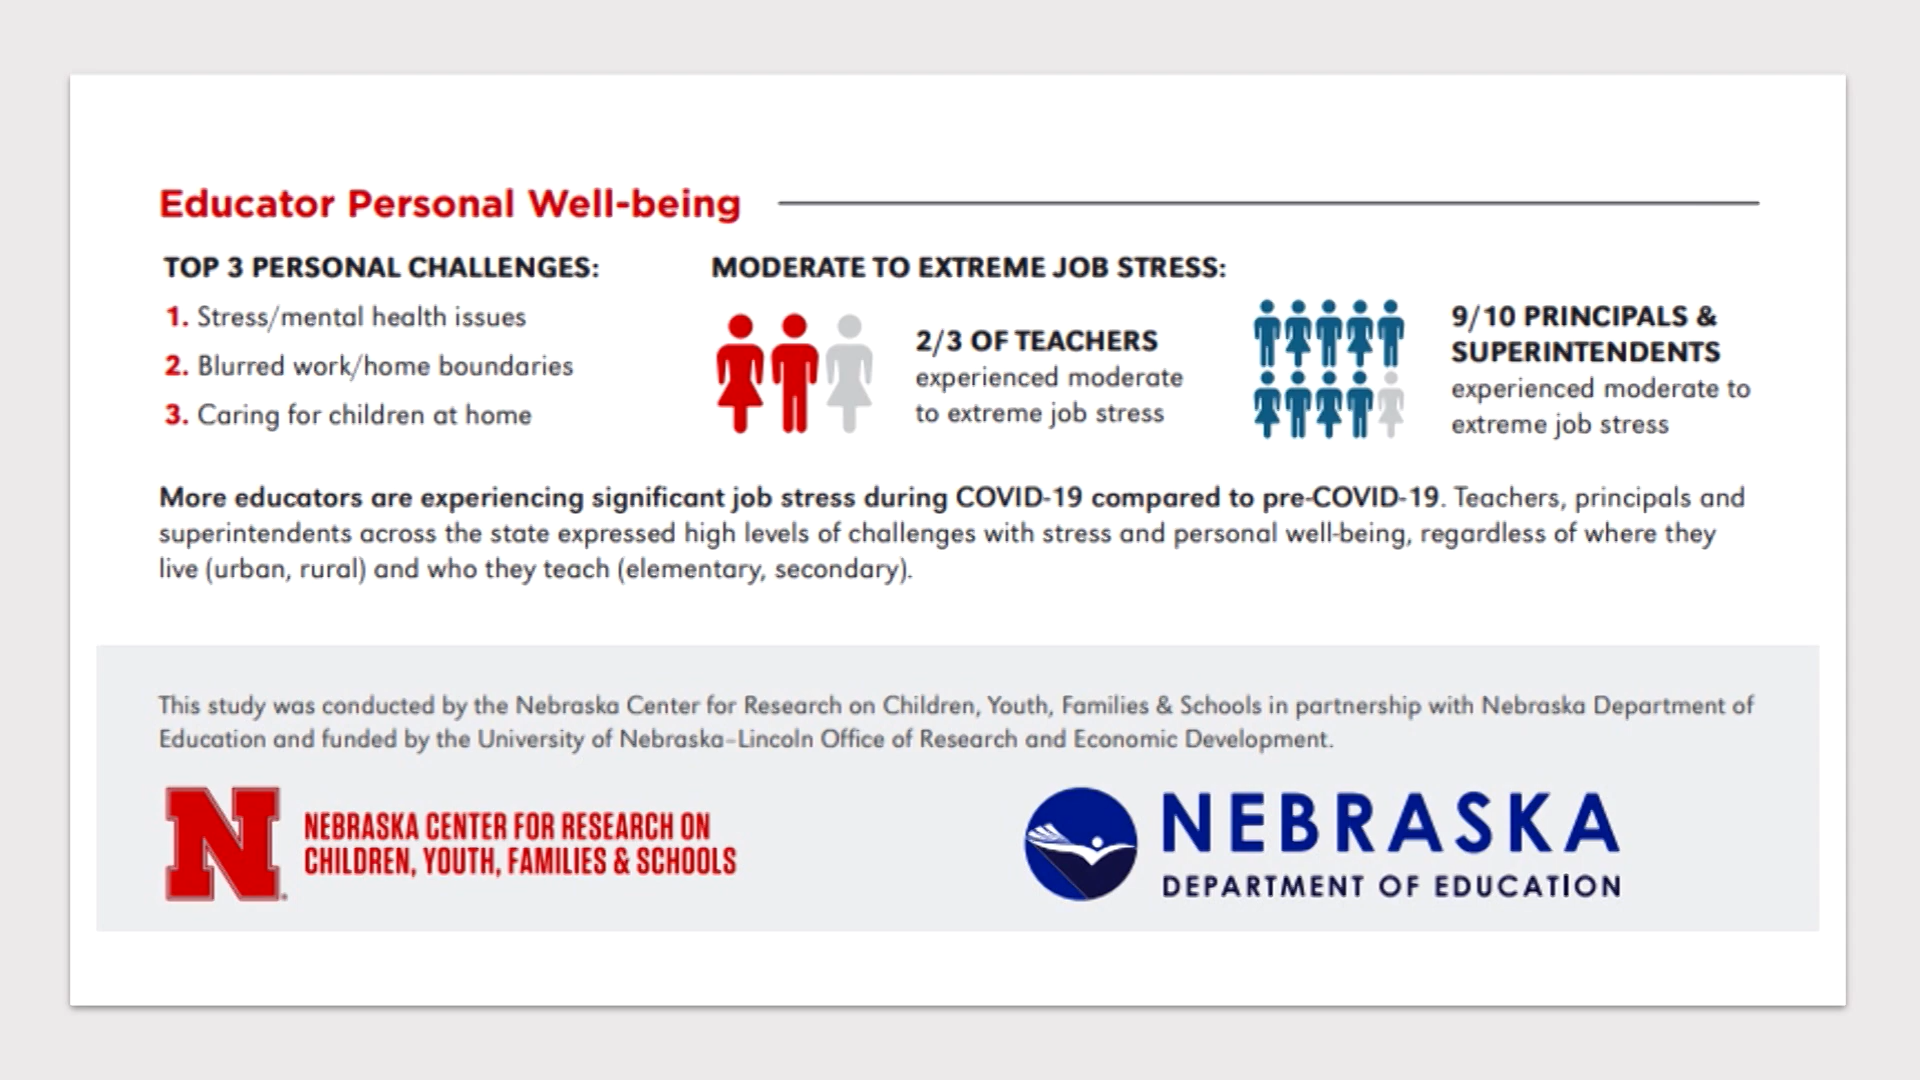 Educator Personal Well-being
TOP 3 PERSONAL CHALLENGES:
1. Stress/mental health issues
2. Blurred work/home boundaries
3. Caring for children at home
MODERATE TO EXTREME JOB STRESS:
2/3 OF TEACHERS
experienced moderate
to extreme job stress
9/10 PRINCIPALS &
SUPERINTENDENTS
experienced moderate to
extreme job stress
More educators are experiencing significant job stress during COVID-19 compared to pre-COVID-19. Teachers, principals and
superintendents across the state expressed high levels of challenges with stress and personal well-being, regardless of where they
live (urban, rural) and who they teach (elementary, secondary).
This study was conducted by the Nebraska Center for Research on Children, Youth, Families & Schools in partnership with Nebraska Department of
Education and funded by the University of Nebraska–Lincoln Office of Research and Economic Development.
N
NEBRASKA CENTER FOR RESEARCH ON
CHILDREN, YOUTH, FAMILIES & SCHOOLS
NEBRASKA
DEPARTMENT OF EDUCATION